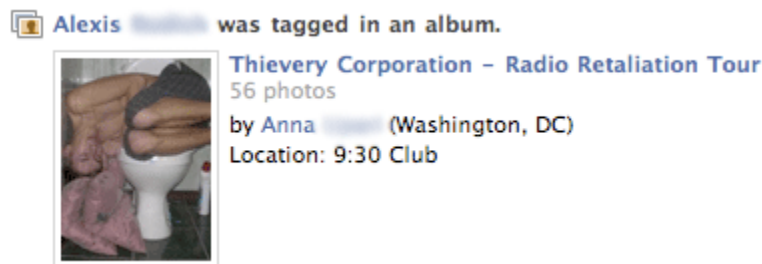 Alexis was tagged in an album.
Thievery Corporation – Radio Retaliation Tour
56 photos
by Anna (Washington, DC)
Location: 9:30 Club